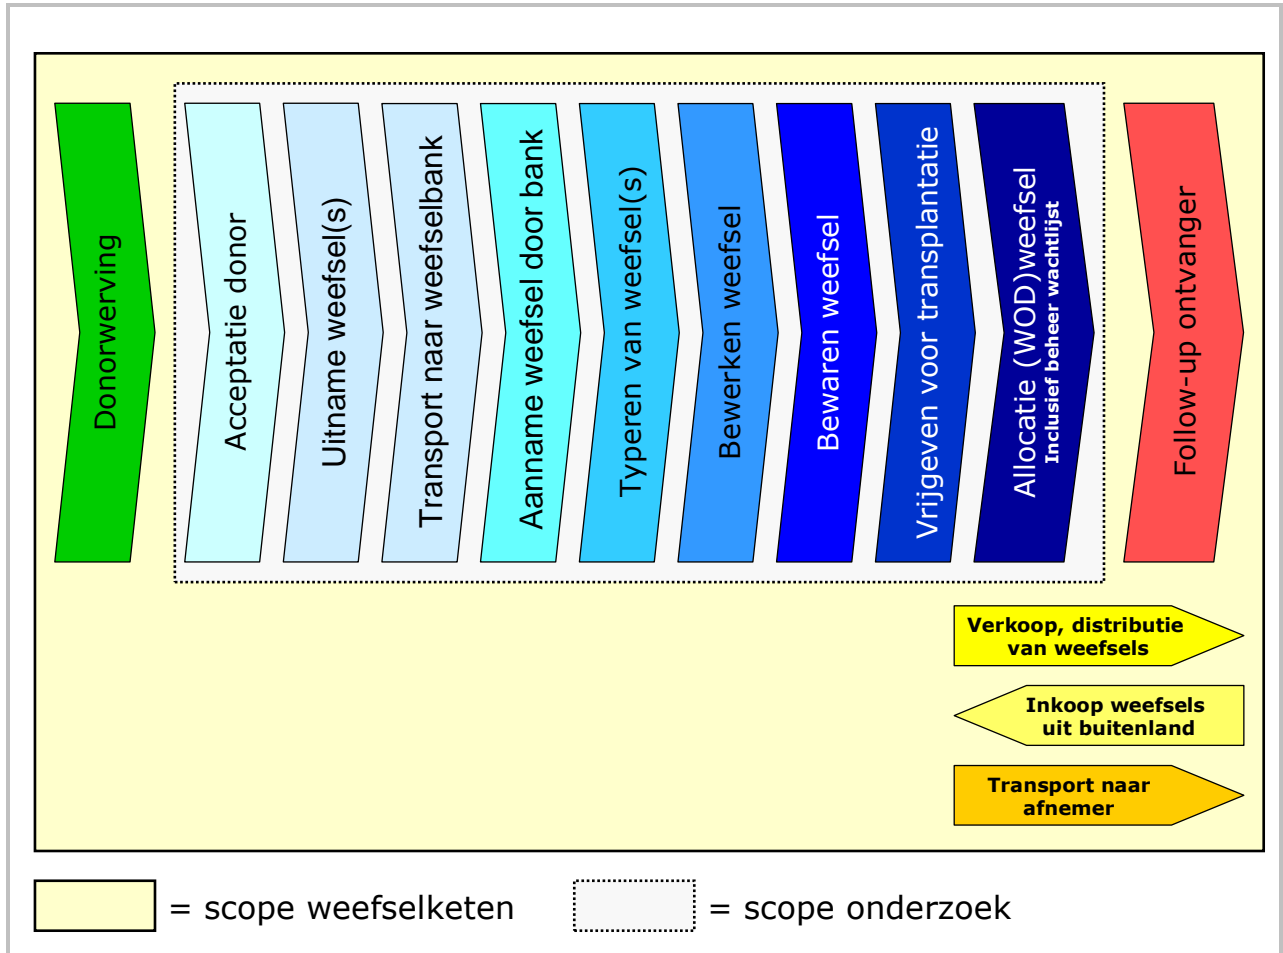 Donorwerving
Acceptatie donor
Uitname weefsel(s)
Transport naar weefselbank
Aanname weefsel door bank
Typeren van weefsel(s)
Bewerken weefsel
Bewaren weefsel
Vrijgeven voor transplantatie
Allocatie (WOD)weefsel
Inclusief beheer wachtlijst
Follow-up ontvanger
Verkoop, distributie
van weefsels
Inkoop weefsels
uit buitenland
Transport naar
afnemer
= scope weefselketen
= scope onderzoek